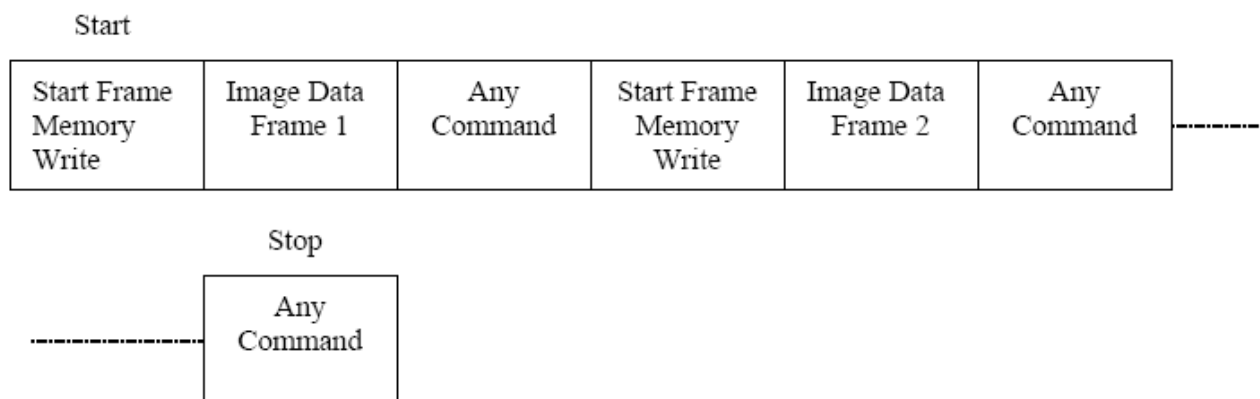 Start
Start Frame
Memory
Write
Image Data
Frame 1
Any
Command
Start Frame
Memory
Write
Image Data
Frame 2
Any
Command
Stop
Any
Command